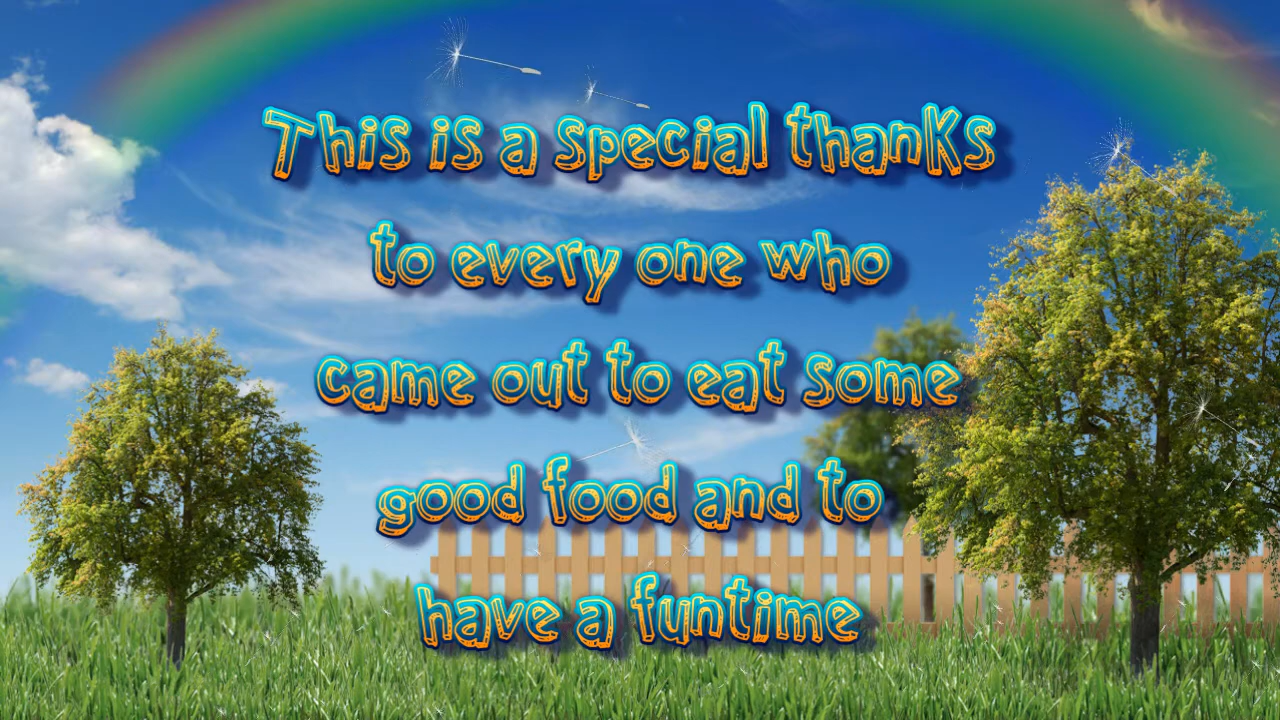 This is a special thanks
to every one who
came out to eat some
good food and to
have a funtime